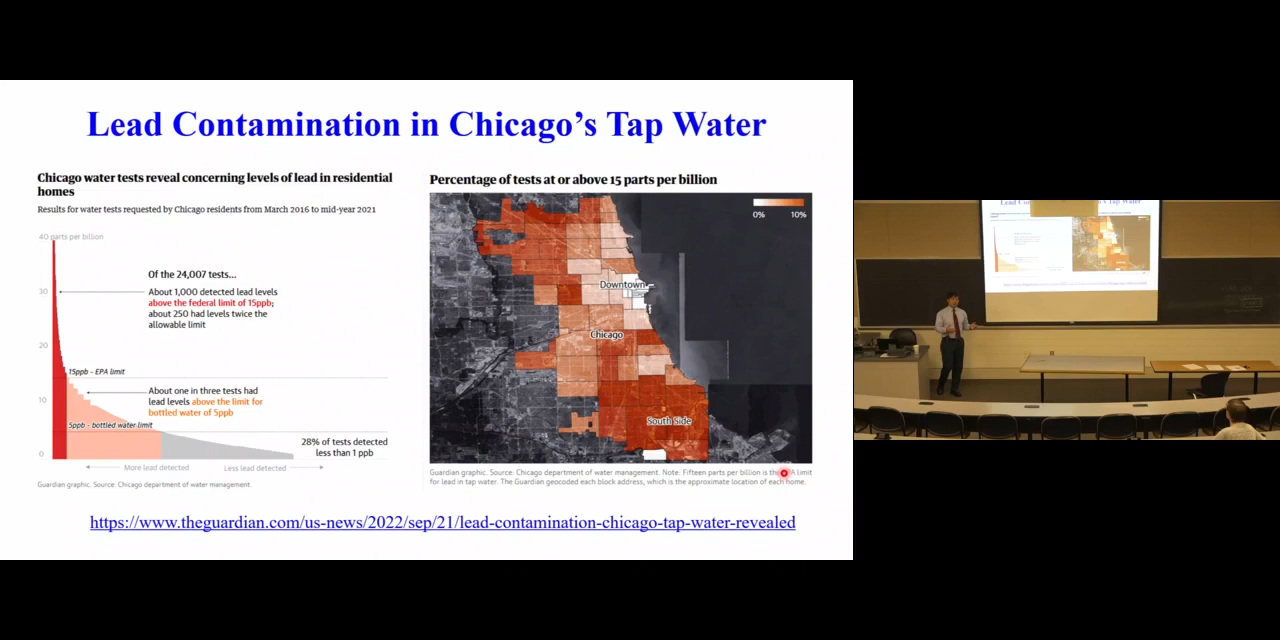 Lead Contamination in Chicago's Tap Water
Chicago water tests reveal concerning levels of lead in residential
homes
Results for water tests requested by Chicago residents from March 2016 to mid-year 2021
40 parts per billion
30
20
10
0
Of the 24,007 tests...
About 1,000 detected lead levels
above the federal limit of 15ppb;
about 250 had levels twice the
allowable limit
15ppb - EPA limit
About one in three tests had
lead levels above the limit for
bottled water of 5ppb
5ppb - bottled water limit
28% of tests detected
less than 1 ppb
More lead detected
Less lead detected
Guardian graphic. Source: Chicago department of water management.
Percentage of tests at or above 15 parts per billion
0% 10%
Downtown
Chicago
South Side
Guardian graphic. Source: Chicago department of water management. Note: Fifteen parts per billion is the limit
for lead in tap water. The Guardian geocoded each block address, which is the approximate location of each home.
https://www.theguardian.com/us-news/2022/sep/21/lead-contamination-chicago-tap-water-revealed